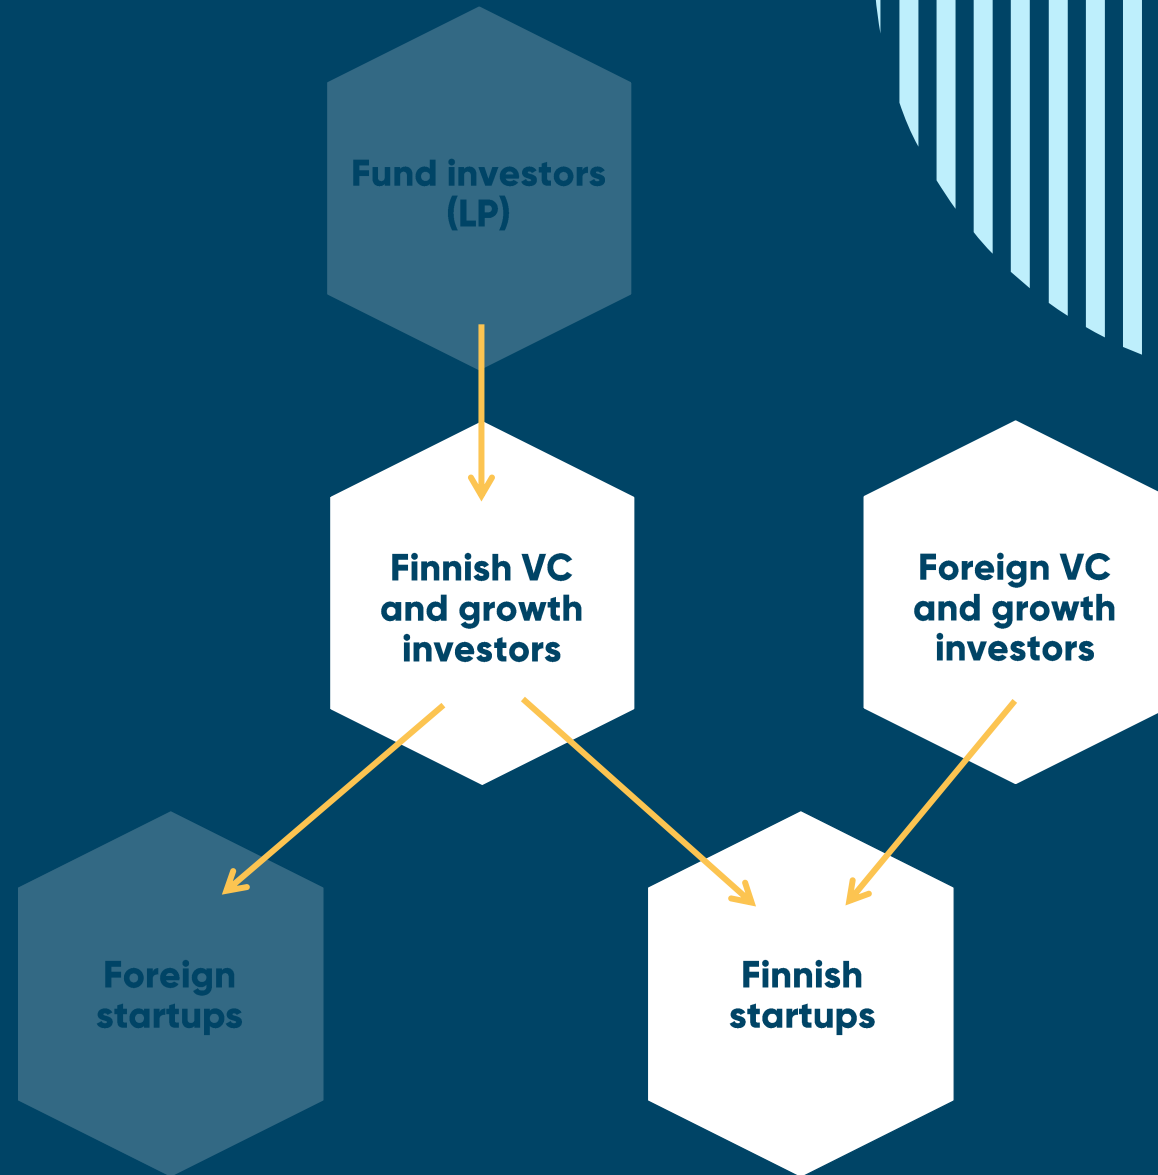 Fund investors
(LP)
Finnish VC
and growth
investors
Foreign VC
and growth
investors
Foreign
startups
Finnish
startups